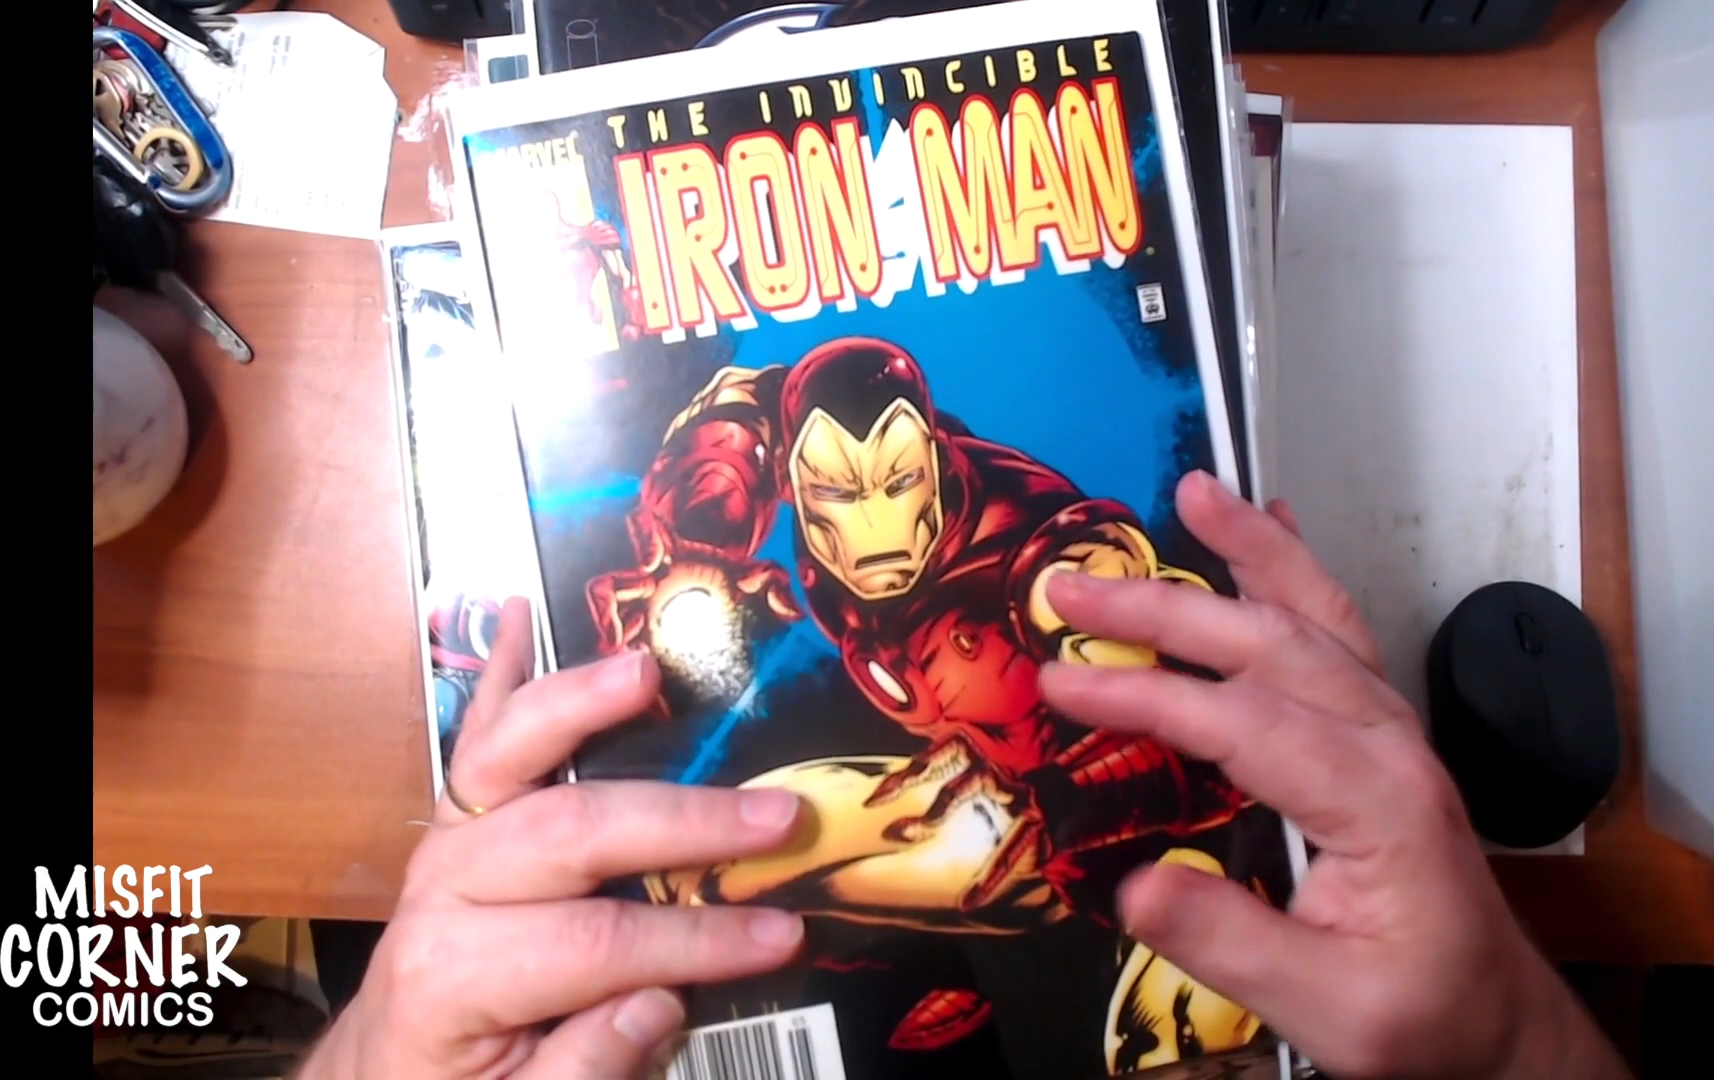 THE INVINCIBLE
MARVEL
IRON MAN
MISFIT
CORNER
COMICS